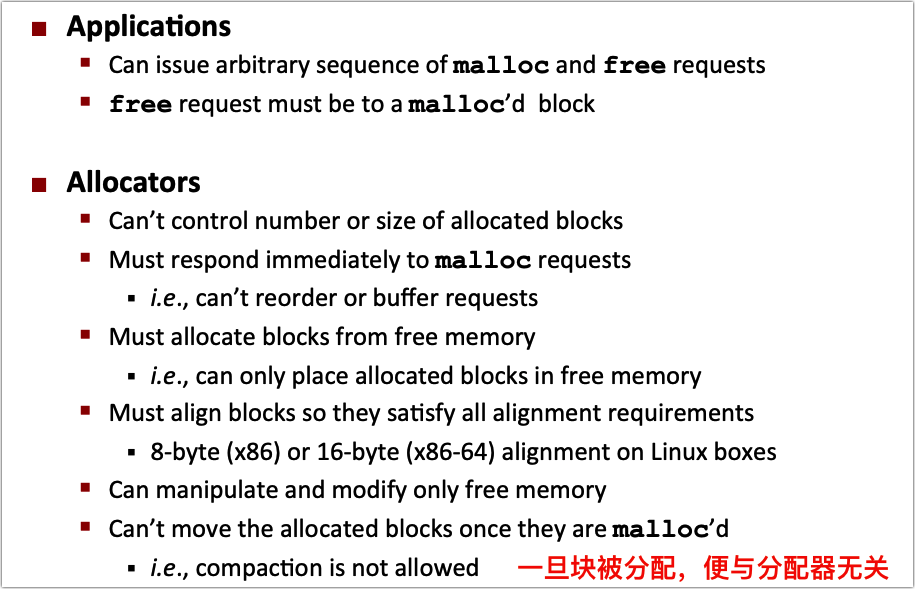 Applications
Can issue arbitrary sequence of malloc and free requests
free request must be to a malloc’d block
Allocators
Can’t control number or size of allocated blocks
Must respond immediately to malloc requests
i.e., can’t reorder or buffer requests
Must allocate blocks from free memory
i.e., can only place allocated blocks in free memory
Must align blocks so they satisfy all alignment requirements
8-byte (x86) or 16-byte (x86-64) alignment on Linux boxes
Can manipulate and modify only free memory
Can’t move the allocated blocks once they are malloc’d
i.e., compaction is not allowed 一旦块被分配，便与分配器无关